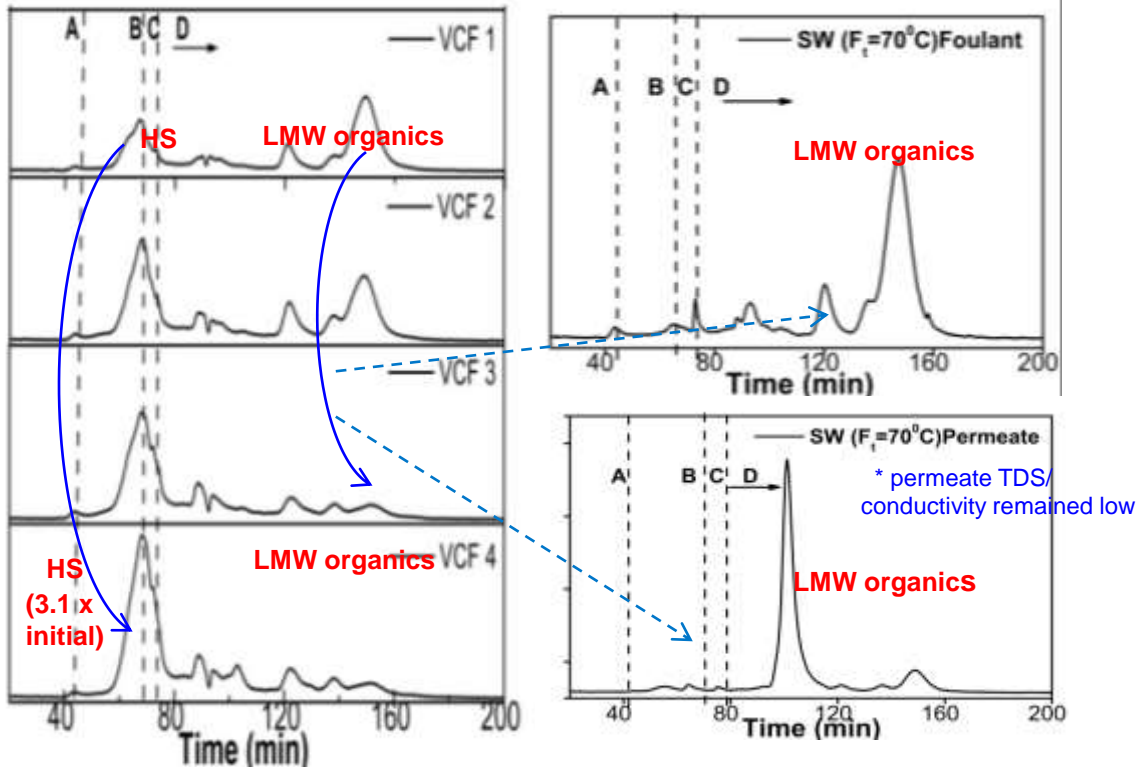 A B C D
VCF 1
HS
LMW organics
VCF 2
VCF 3
VCF 4
LMW organics
HS
(3.1 x
initial)
40 80 120 160 200
Time (min)
SW (Fₜ=70⁰C)Foulant
A B C D
LMW organics
40 80 120 160 200
Time (min)
SW (Fₜ=70⁰C)Permeate
A B C D
* permeate TDS/
conductivity remained low
LMW organics
40 80 120 160 200
Time (min)